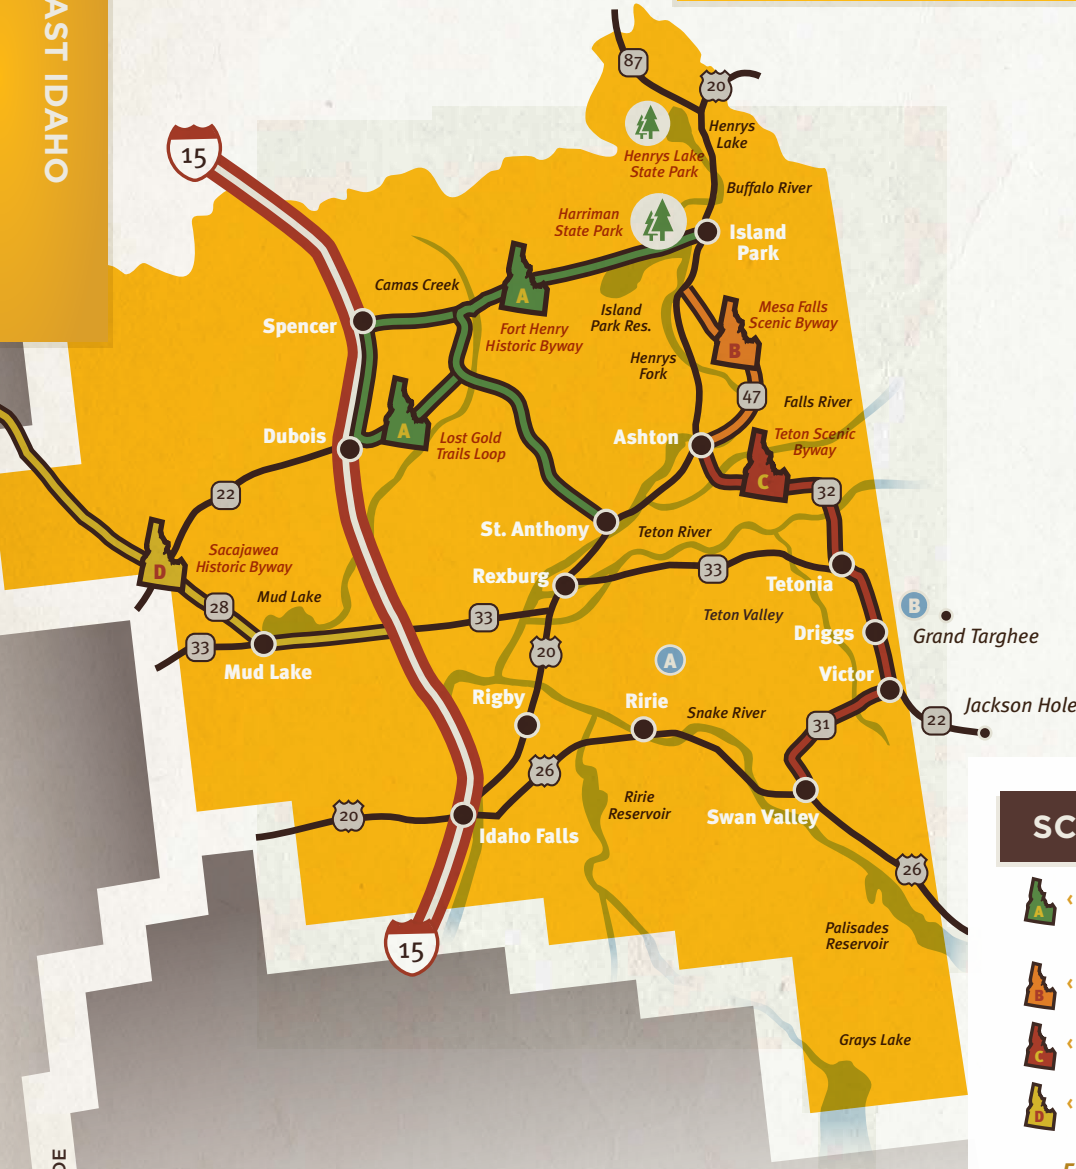 AST IDAHO
87
20
Henrys
Lake
Henrys Lake
State Park
15
Buffalo River
Harriman
State Park
Island
Park
Camas Creek
A
Fort Henry
Historic Byway
Island
Park Res.
Mesa Falls
Scenic Byway
B
Spencer
Henrys
Fork
47
Falls River
Dubois
A
Lost Gold
Trails Loop
Ashton
Teton Scenic
Byway
C
22
32
St. Anthony
Teton River
Sacajawea
Historic Byway
D
Rexburg
33
Tetonia
28
Mud Lake
33
Teton Valley
B
Grand Targhee
33
Mud Lake
20
Driggs
A
Victor
Rigby
Ririe
Snake River
31
22
Jackson Hole
26
Ririe
Reservoir
Swan Valley
20
Idaho Falls
SC
26
A
15
Palisades
Reservoir
B
Grays Lake
C
D
DE